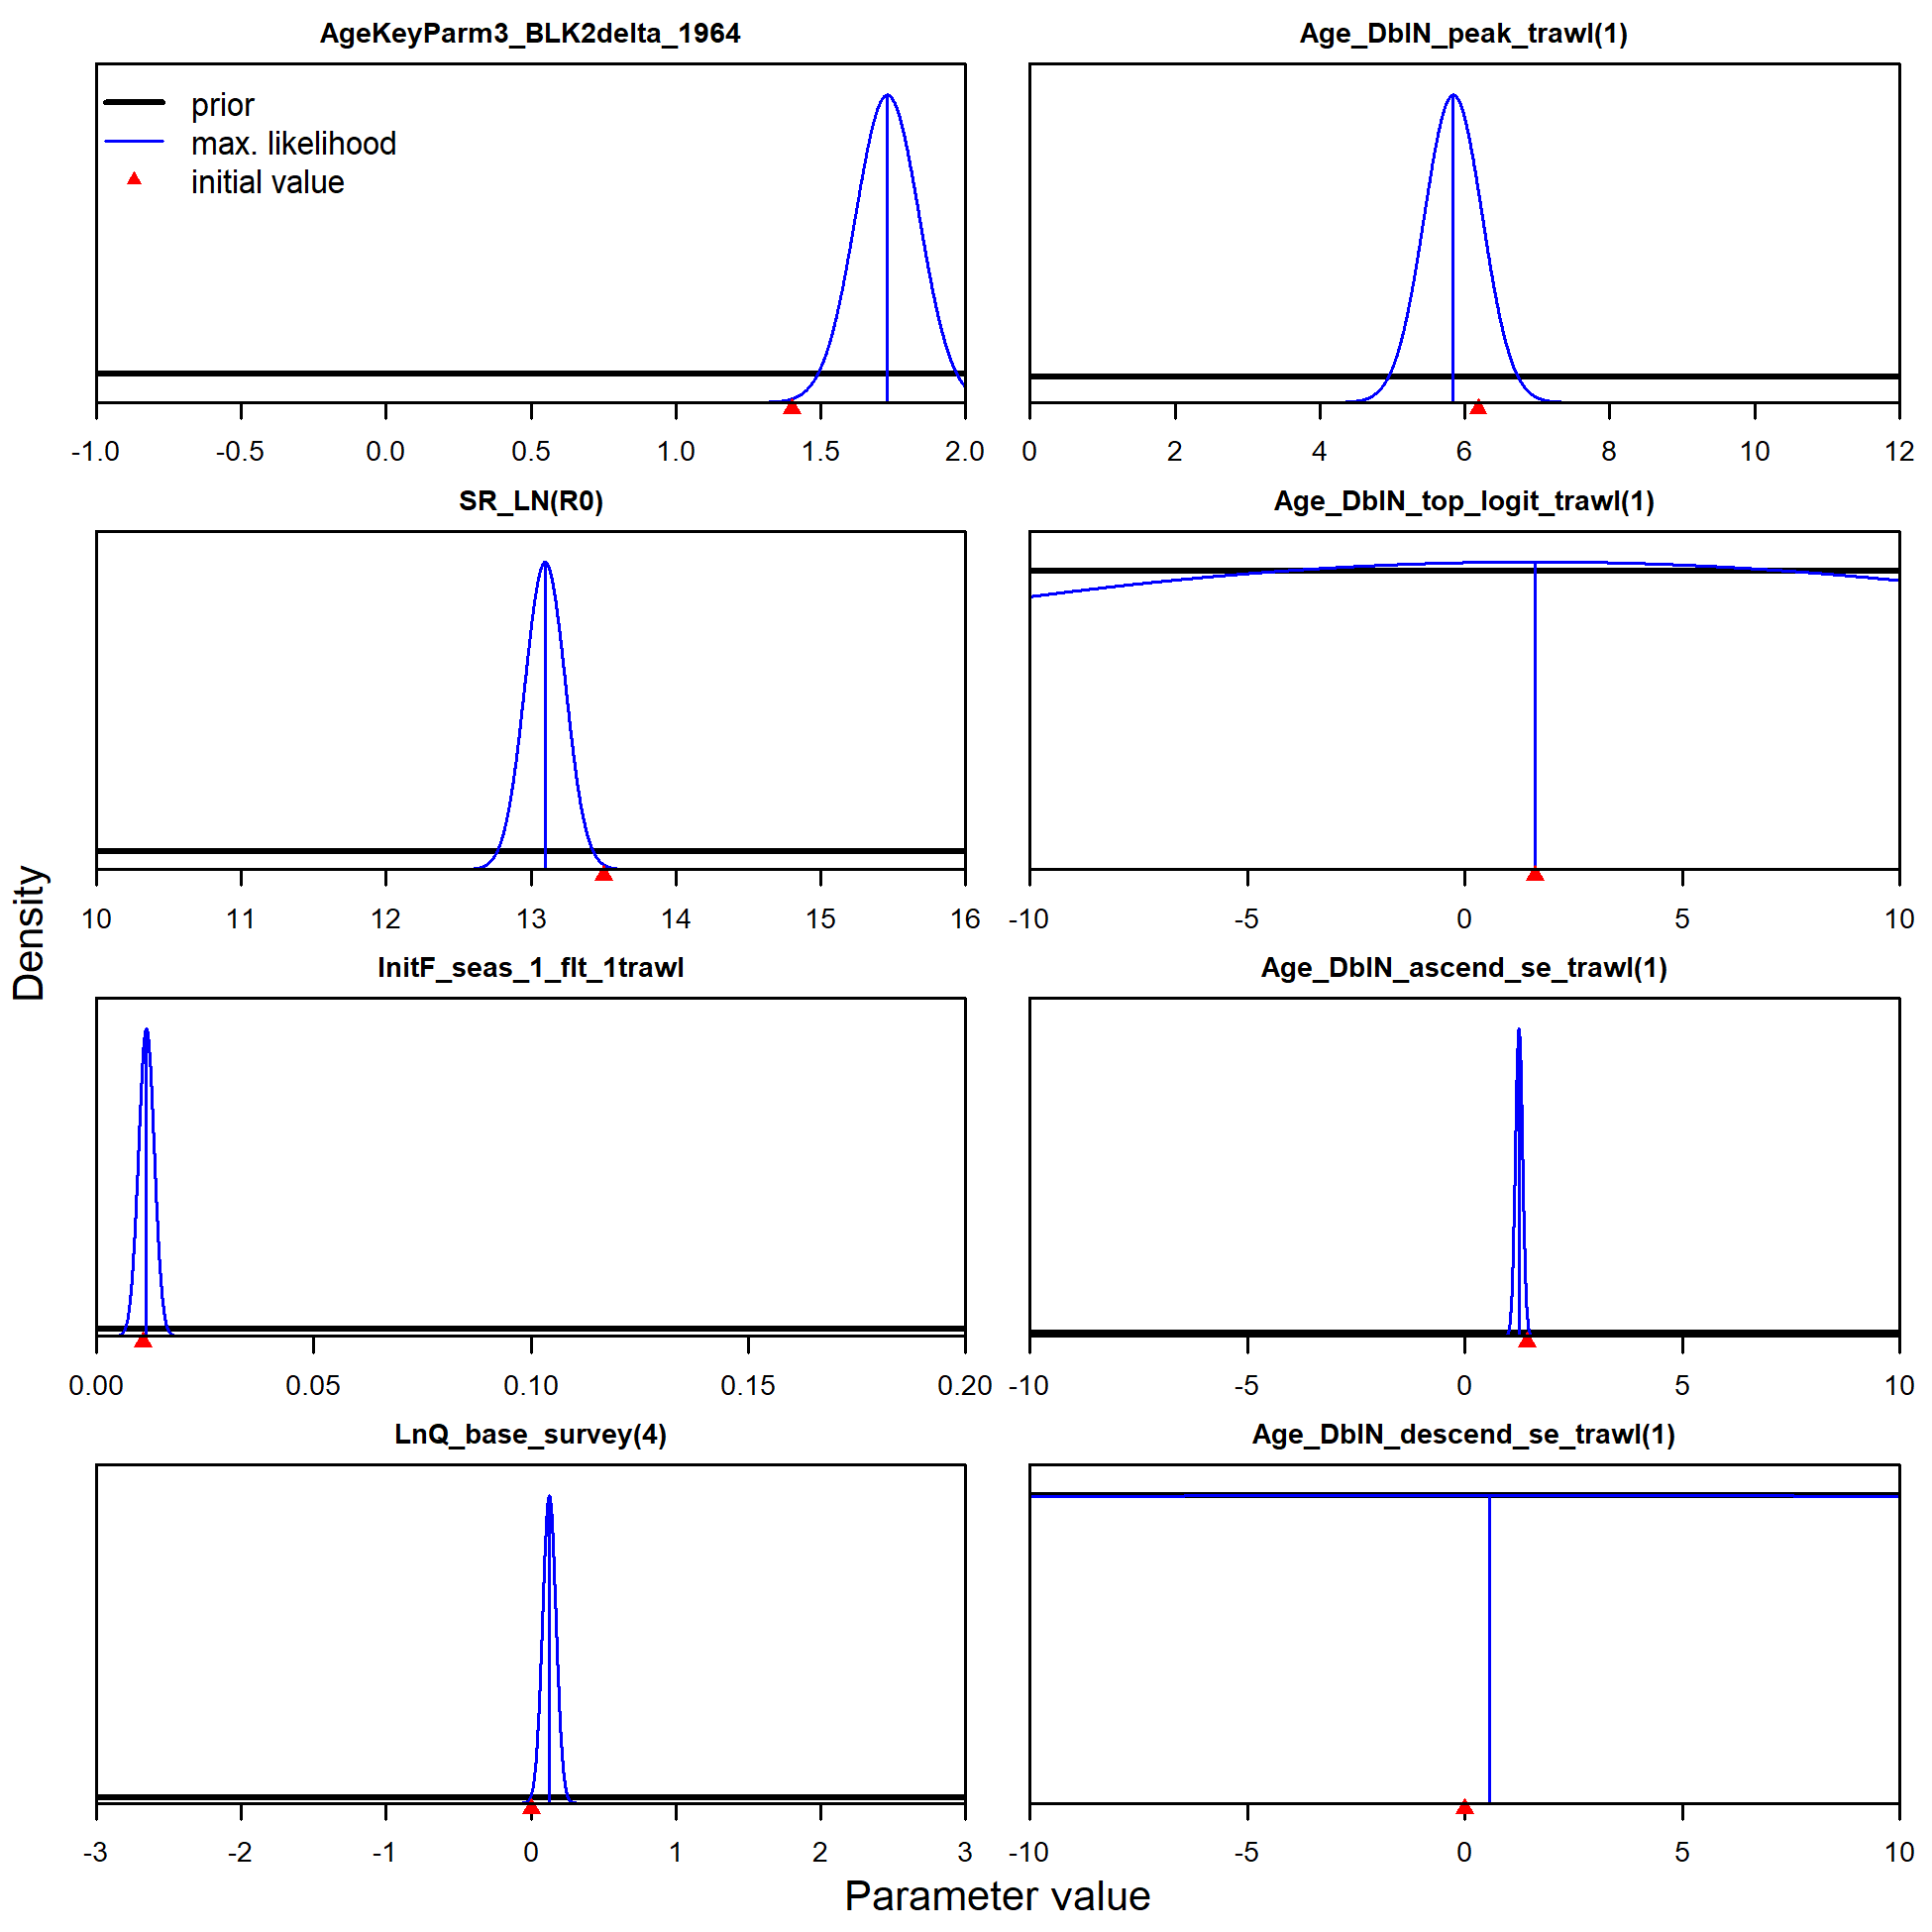 AgeKeyParm3_BLK2delta_1964
prior
max. likelihood
initial value
-1.0 -0.5 0.0 0.5 1.0 1.5 2.0
Age_DblN_peak_trawl(1)
0 2 4 6 8 10 12
SR_LN(R0)
10 11 12 13 14 15 16
Age_DblN_top_logit_trawl(1)
-10 -5 0 5 10
InitF_seas_1_flt_1trawl
0.00 0.05 0.10 0.15 0.20
Age_DblN_ascend_se_trawl(1)
-10 -5 0 5 10
LnQ_base_survey(4)
-3 -2 -1 0 1 2 3
Age_DblN_descend_se_trawl(1)
-10 -5 0 5 10
Density
Parameter value